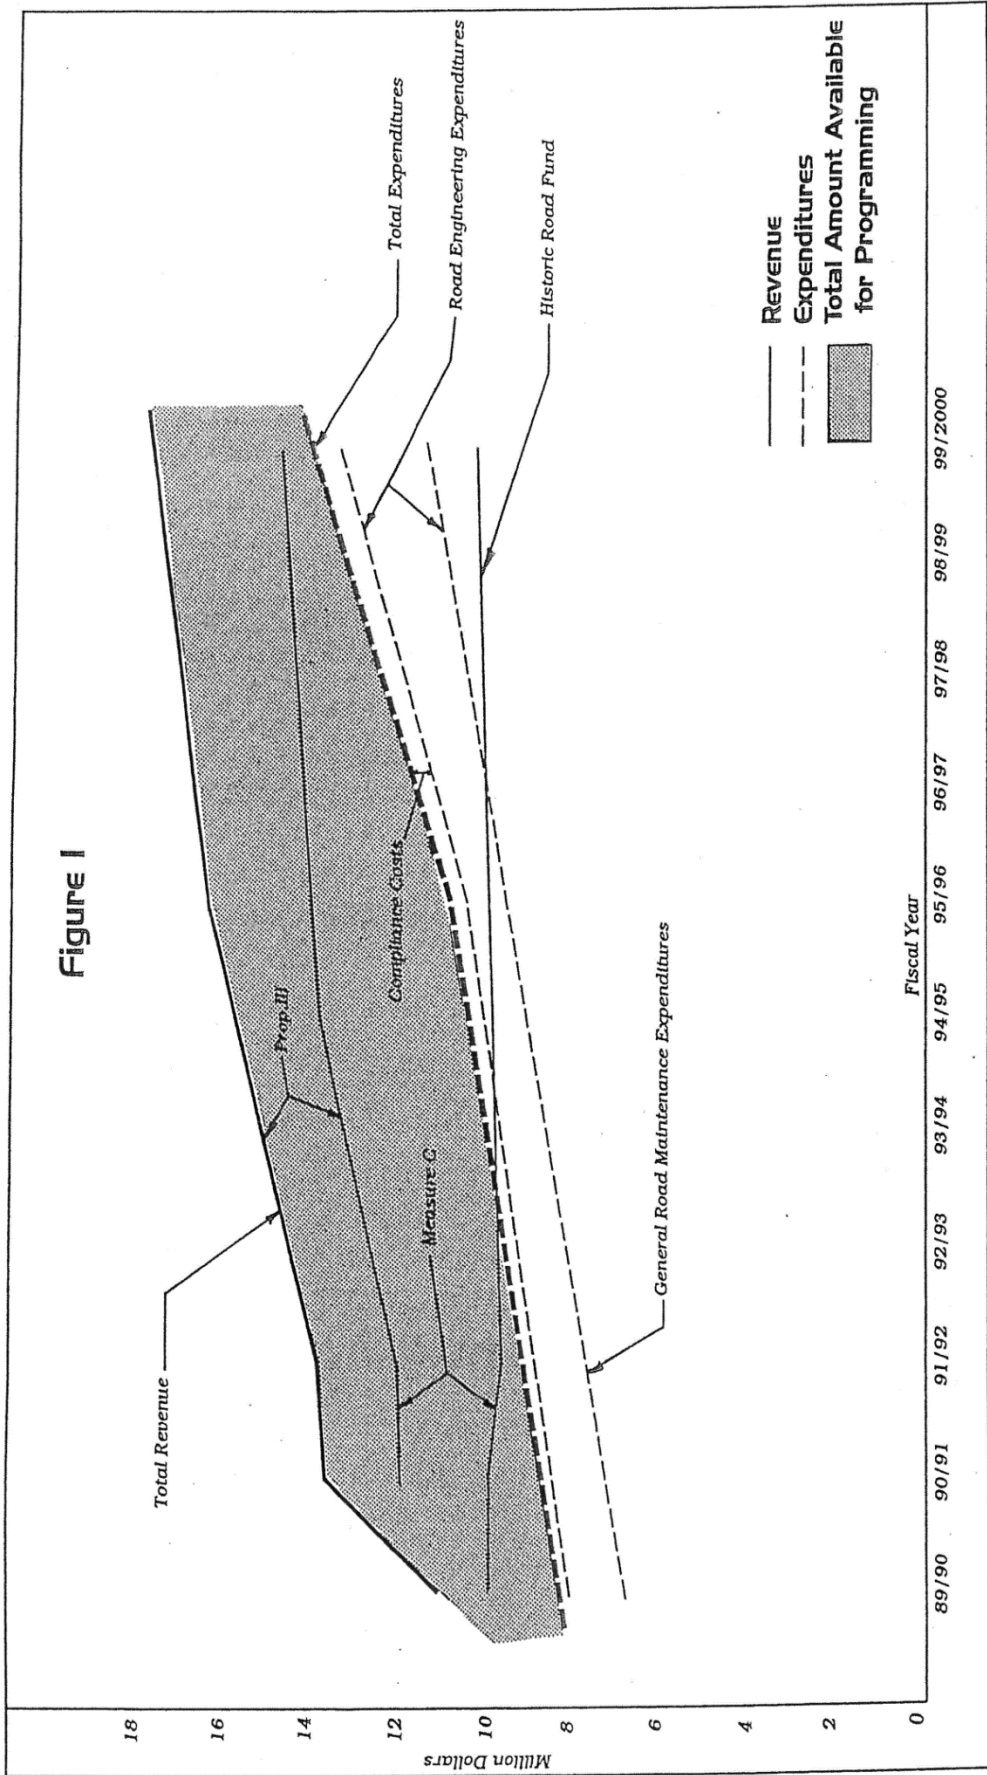 Figure 1
Total Revenue
Prop.111
Measure C
Compliance Costs
Total Expenditures
Road Engineering Expenditures
Historic Road Fund
General Road Maintenance Expenditures
Revenue
Expenditures
Total Amount Available
for Programming
Million Dollars
18
16
14
12
10
8
6
4
2
0
89/90 90/91 91/92 92/93 93/94 94/95 95/96 96/97 97/98 98/99 99/2000
Fiscal Year